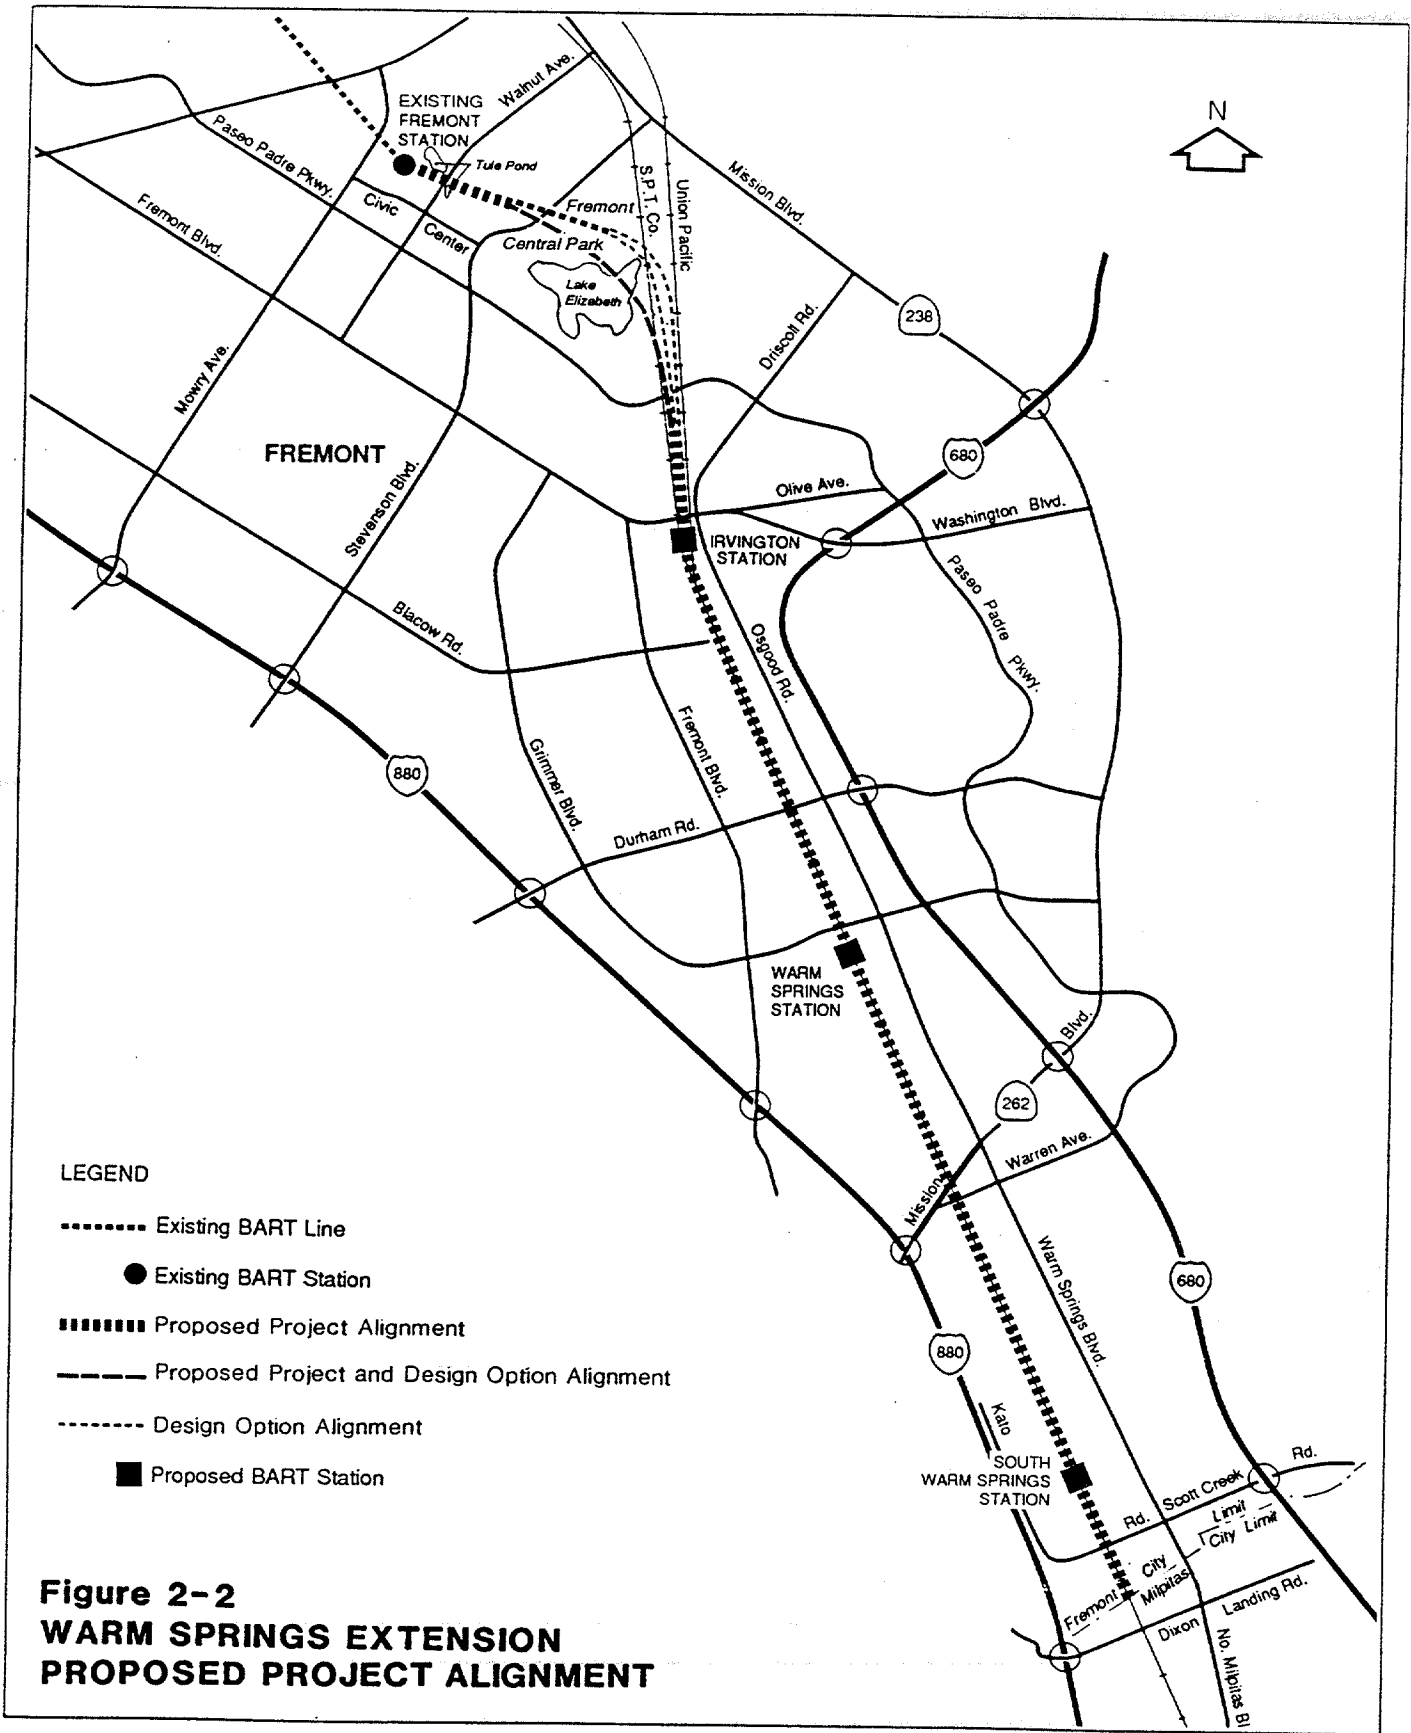 EXISTING
FREMONT
STATION
Walnut Ave.
N
Tule Pond
Paseo Padre Pkwy.
Civic
Center
Fremont
Central Park
Lake
Elizabeth
S.P.T. Co.
Union Pacific
Mission Blvd.
Fremont Blvd.
238
Driscoll Rd.
Mowry Ave.
FREMONT
Stevenson Blvd.
680
Olive Ave.
Washington Blvd.
IRVINGTON
STATION
Paseo Padre Pkwy.
Blacow Rd.
Osgood Rd.
Fremont Blvd.
Grimmer Blvd.
880
Durham Rd.
WARM
SPRINGS
STATION
Blvd.
262
Warren Ave.
Mission
Warm Springs Blvd.
680
880
Kato
SOUTH
WARM SPRINGS
STATION
Rd.
Scott Creek
Rd.
Limit
City Limit
City
Fremont
Milpitas
Dixon
Landing Rd.
No. Milpitas Bl
LEGEND
Existing BART Line
Existing BART Station
Proposed Project Alignment
Proposed Project and Design Option Alignment
Design Option Alignment
Proposed BART Station
Figure 2-2
WARM SPRINGS EXTENSION
PROPOSED PROJECT ALIGNMENT